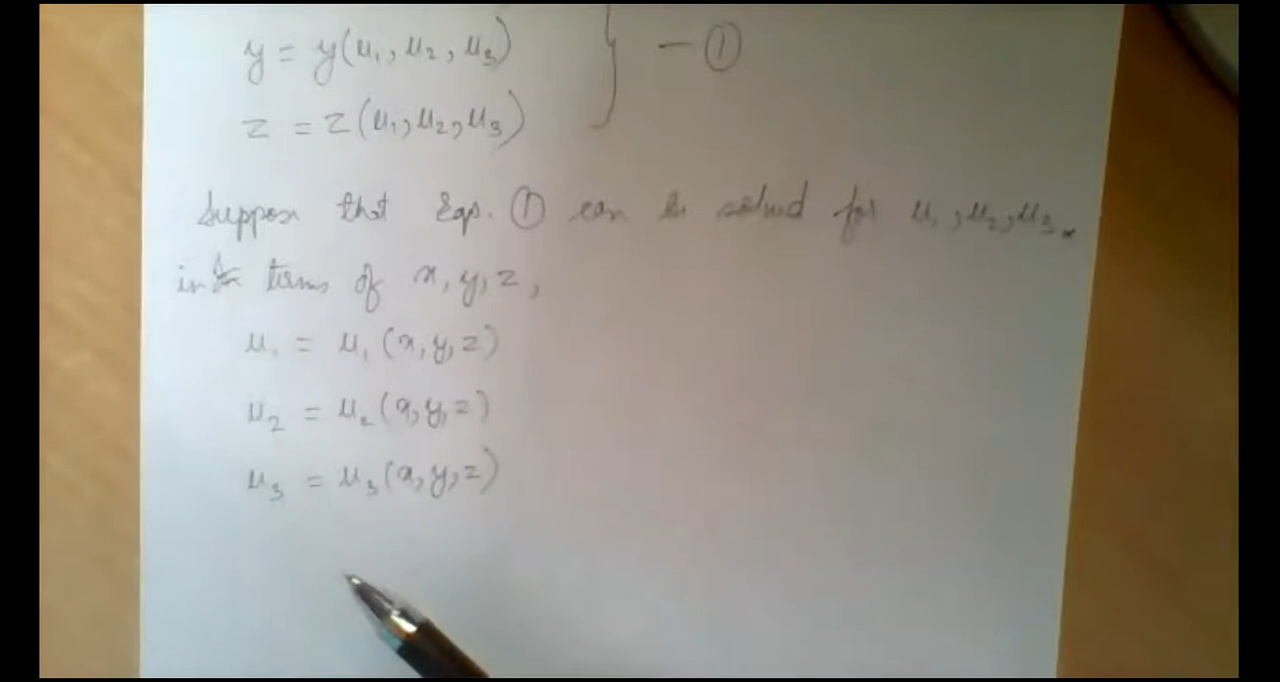 y = y(u₁, u₂, u₃) } — ①
z = z(u₁, u₂, u₃)
Suppose that Eqs. ① can be solved for u₁, u₂, u₃
in terms of x, y, z,
u₁ = u₁ (x, y, z)
u₂ = u₂ (x, y, z)
u₃ = u₃ (x, y, z)